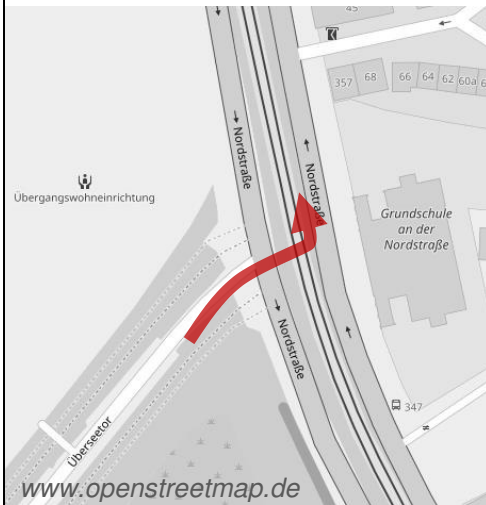 45
357
68
66
64
62
60a
6
Nordstraße
Nordstraße
Übergangswohneinrichtung
Grundschule
an der
Nordstraße
Nordstraße
347
Überseetor
www.openstreetmap.de